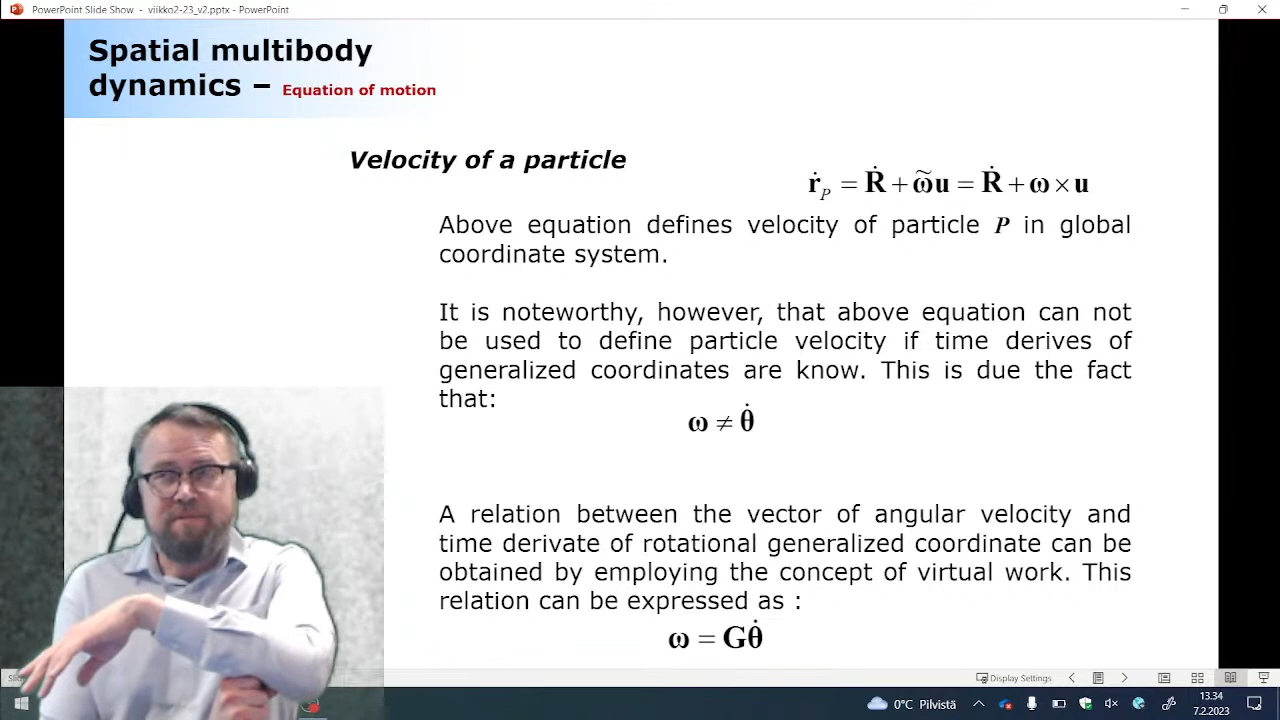 PowerPoint Slide Show - viikko2-23_v2.pptx - PowerPoint
Spatial multibody
dynamics – Equation of motion
Velocity of a particle
ṙ_P = Ṙ + ω̃u = Ṙ + ω × u
Above equation defines velocity of particle P in global
coordinate system.
It is noteworthy, however, that above equation can not
be used to define particle velocity if time derives of
generalized coordinates are know. This is due the fact
that:
ω ≠ θ̇
A relation between the vector of angular velocity and
time derivate of rotational generalized coordinate can be
obtained by employing the concept of virtual work. This
relation can be expressed as :
ω = Gθ̇
Display Settings
0°C Pilvistä
13.34
7.2.2023